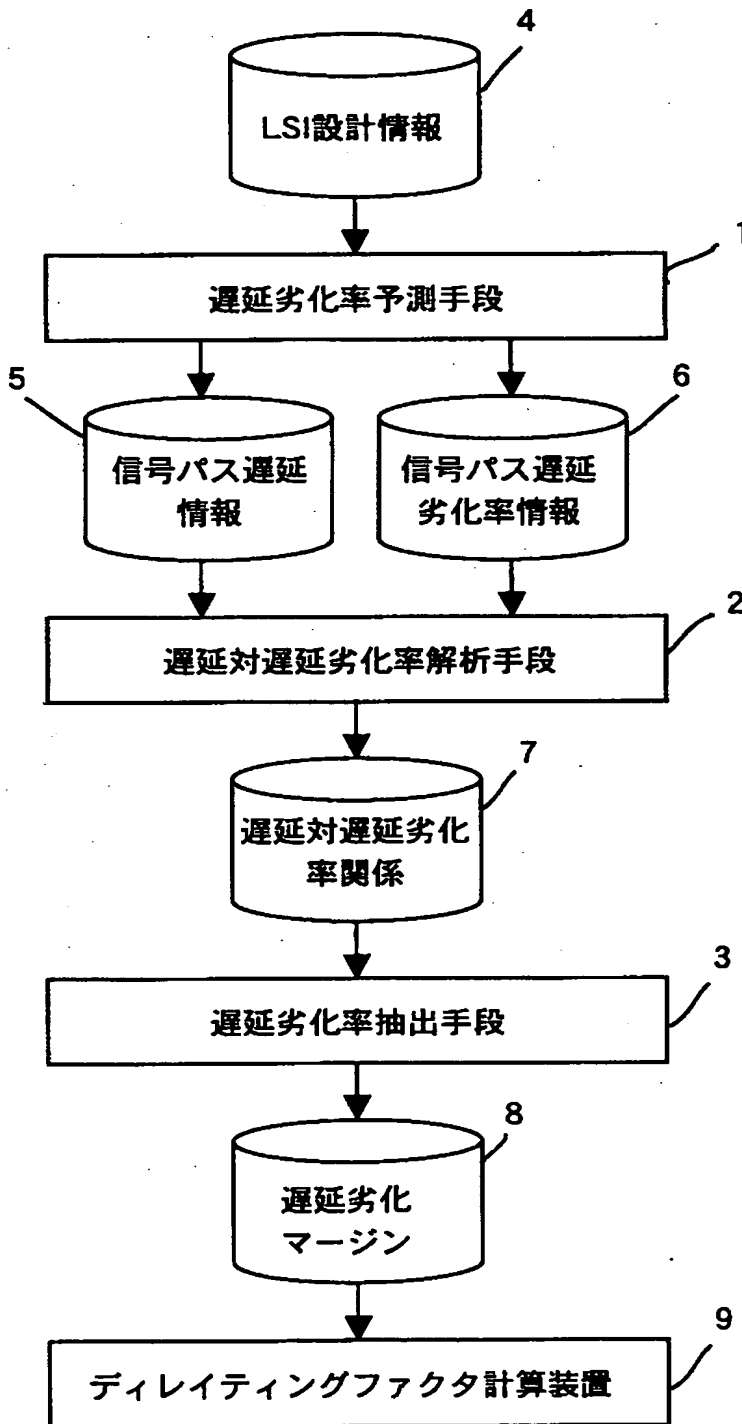 4
LSI設計情報
1
遅延劣化率予測手段
5
6
信号パス遅延
情報
信号パス遅延
劣化率情報
2
遅延対遅延劣化率解析手段
7
遅延対遅延劣化
率関係
3
遅延劣化率抽出手段
8
遅延劣化
マージン
9
ディレイティングファクタ計算装置